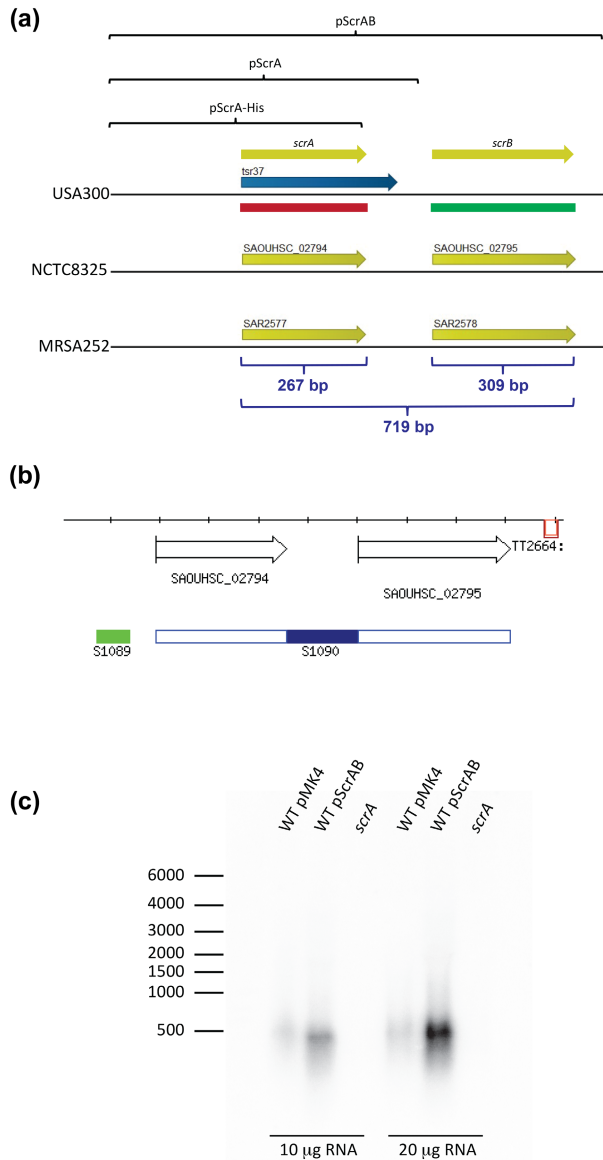 (a)
pScrAB
pScrA
pScrA-His
scrA
scrB
tsr37
USA300
SAOUHSC_02794
SAOUHSC_02795
NCTC8325
SAR2577
SAR2578
MRSA252
267 bp
309 bp
719 bp
(b)
TT2664:
SAOUHSC_02794
SAOUHSC_02795
S1089
S1090
(c)
WT pMK4
WT pScrAB
scrA
WT pMK4
WT pScrAB
scrA
6000
4000
3000
2000
1500
1000
500
10 µg RNA
20 µg RNA